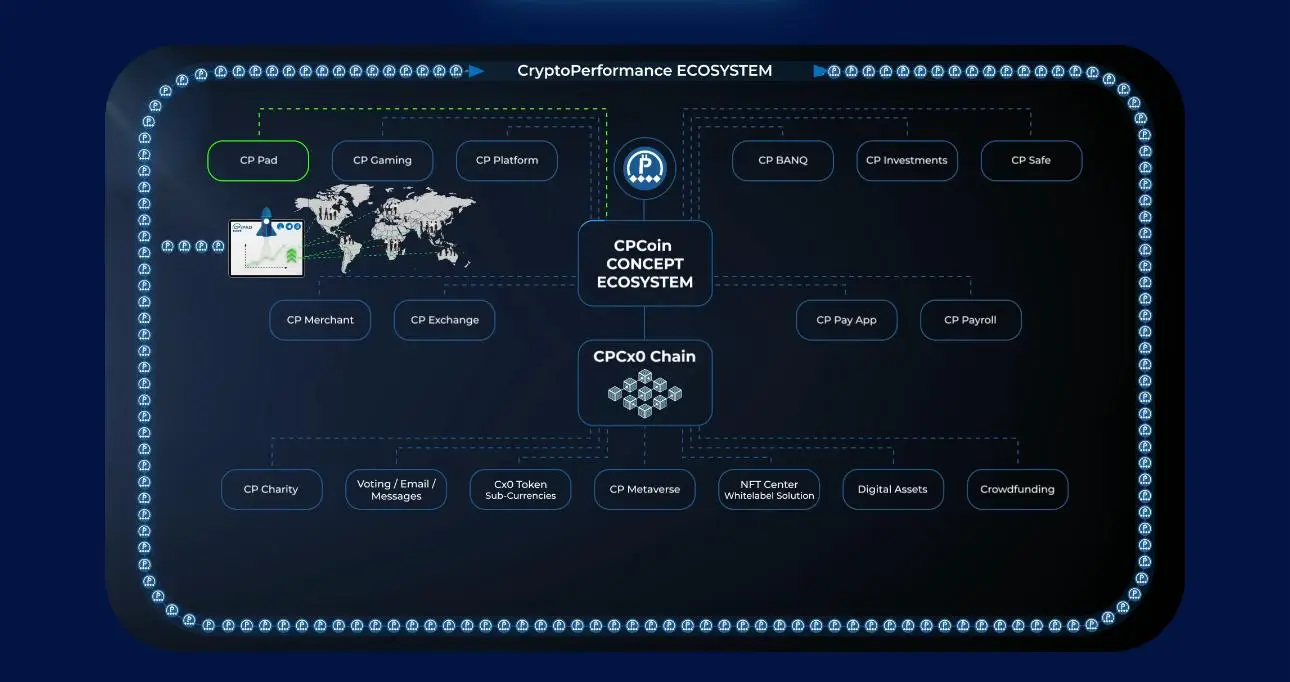 CryptoPerformance ECOSYSTEM
CP Pad
CP Gaming
CP Platform
CP BANQ
CP Investments
CP Safe
CPCoin
CONCEPT
ECOSYSTEM
CP Merchant
CP Exchange
CP Pay App
CP Payroll
CPCx0 Chain
CP Charity
Voting / Email /
Messages
Cx0 Token
Sub-Currencies
CP Metaverse
NFT Center
Whitelabel Solution
Digital Assets
Crowdfunding